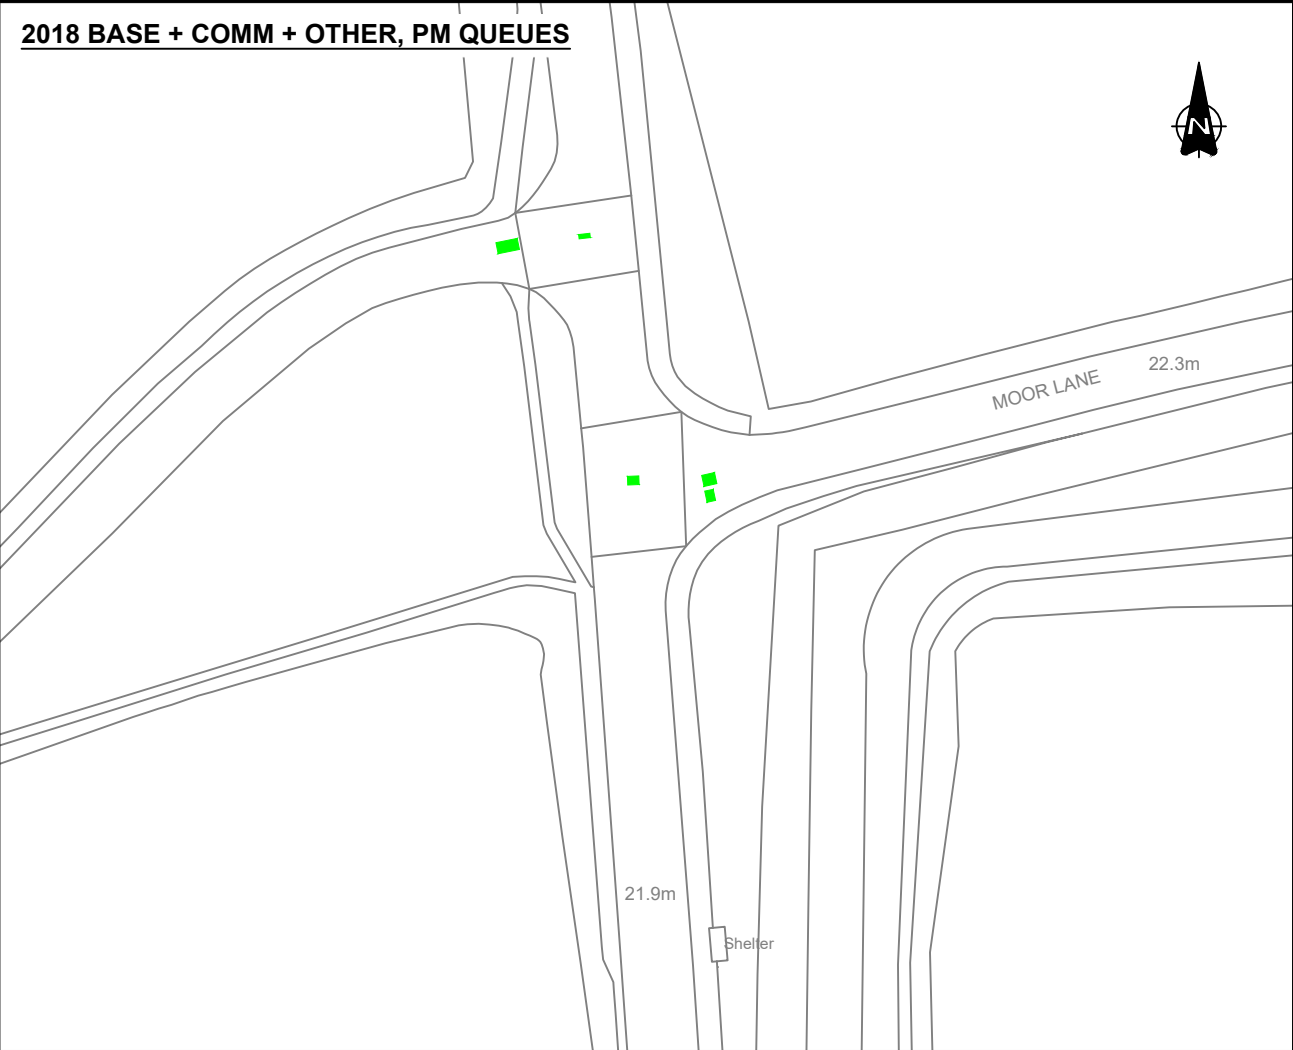 2018 BASE + COMM + OTHER, PM QUEUES
N
22.3m
MOOR LANE
21.9m
Shelter